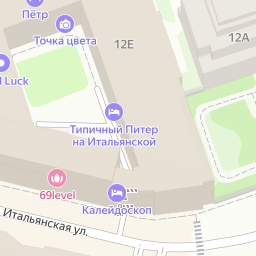 Пётр
Точка цвета
12Е
12А
Luck
Типичный Питер
на Итальянской
69level
Калейдоскоп
Итальянская ул.